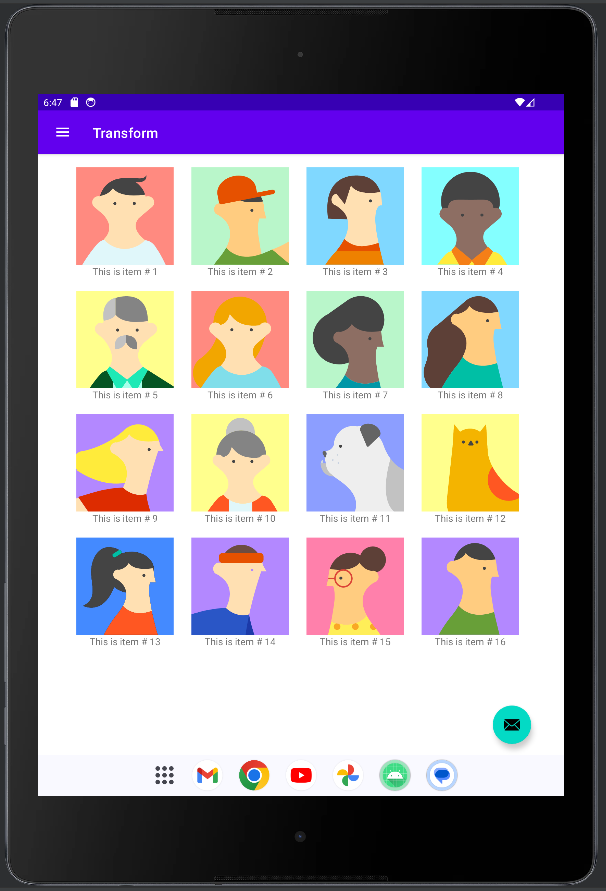 6:47
Transform
This is item # 1
This is item # 2
This is item # 3
This is item # 4
This is item # 5
This is item # 6
This is item # 7
This is item # 8
This is item # 9
This is item # 10
This is item # 11
This is item # 12
This is item # 13
This is item # 14
This is item # 15
This is item # 16